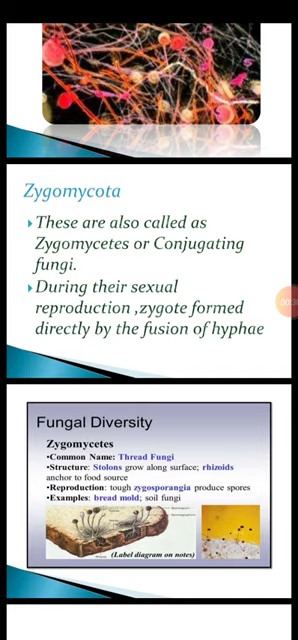 Zygomycota
These are also called as
Zygomycetes or Conjugating
fungi.
During their sexual
reproduction ,zygote formed
directly by the fusion of hyphae
Fungal Diversity
Zygomycetes
•Common Name: Thread Fungi
•Structure: Stolons grow along surface; rhizoids
anchor to food source
•Reproduction: tough zygosporangia produce spores
•Examples: bread mold; soil fungi
(Label diagram on notes)